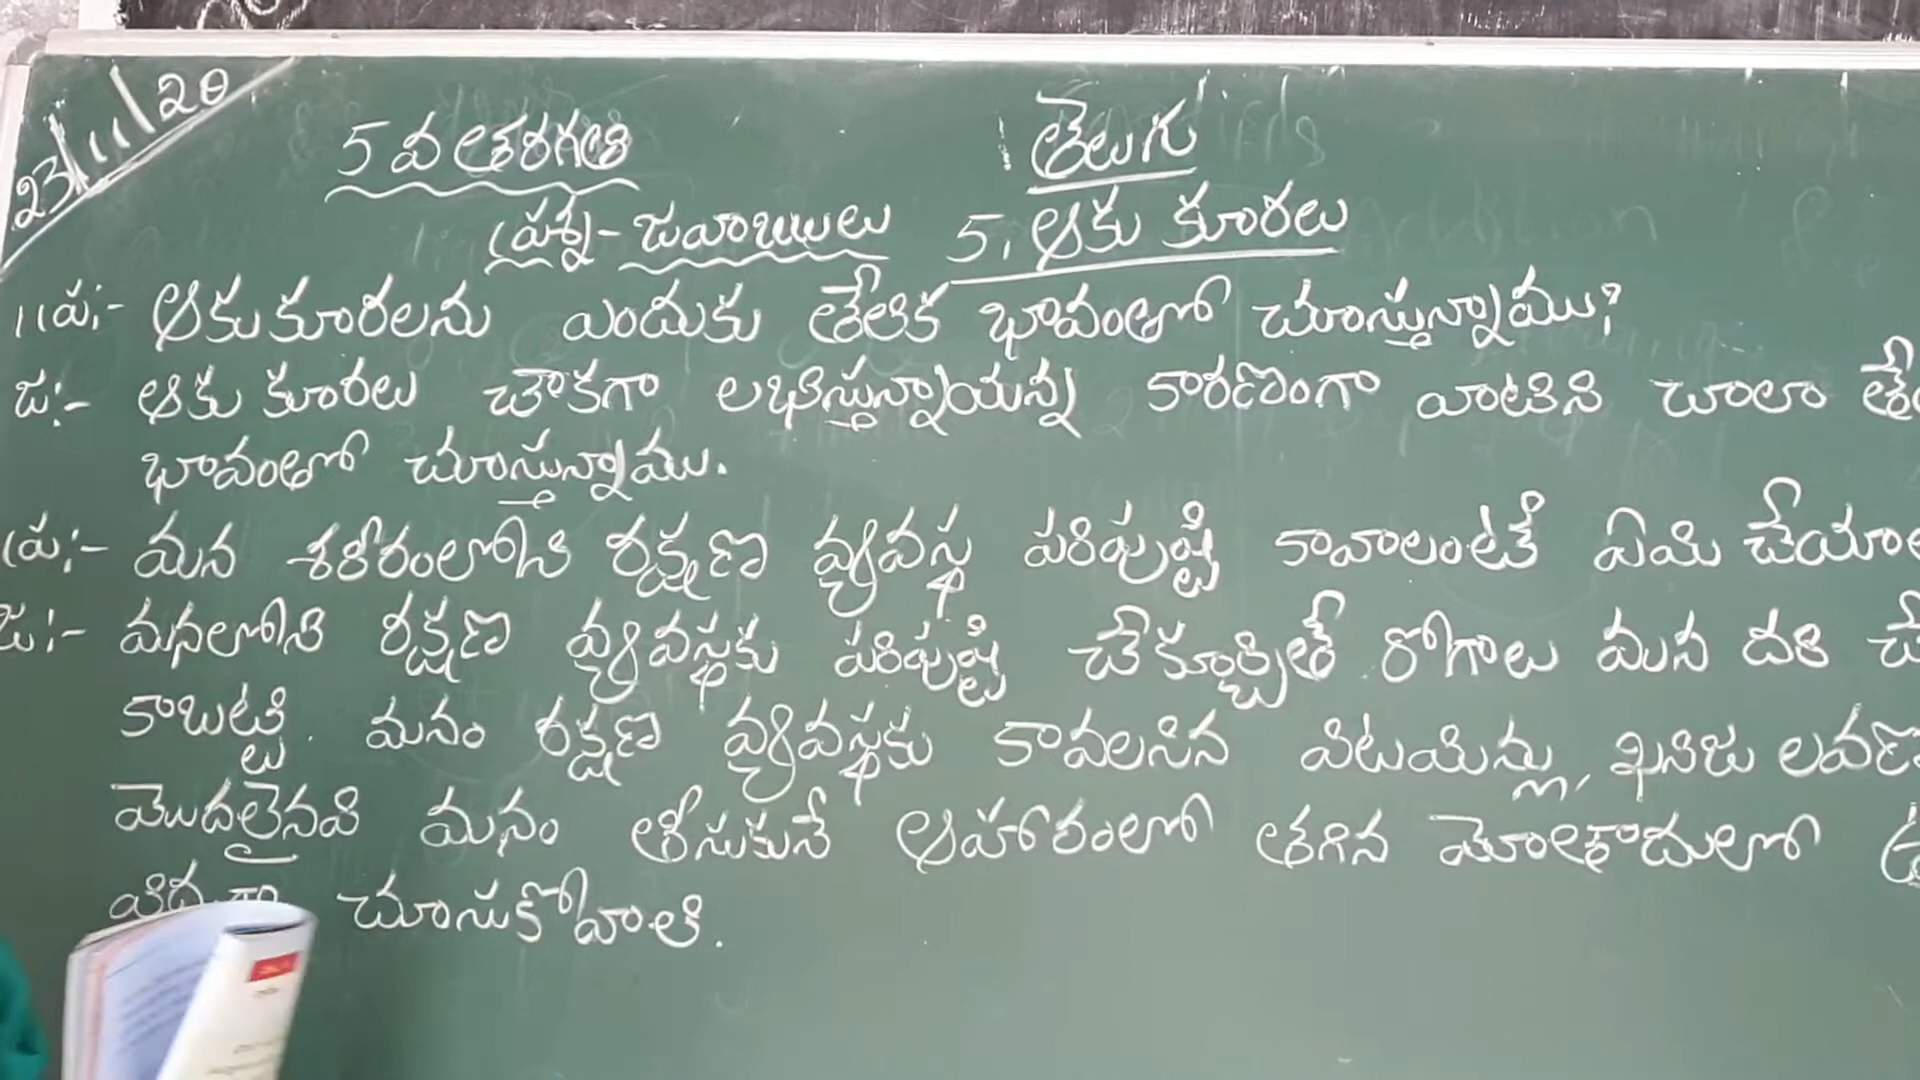 23/11/20
5 వ తరగతి తెలుగు
ప్రశ్న - జవాబులు 5. ఆకు కూరలు
ప్ర:- ఆకుకూరలను ఎందుకు తేలిక భావంతో చూస్తున్నాము?
జ:- ఆకు కూరలు చౌకగా లభిస్తున్నాయన్న కారణంగా వాటిని చాలా
భావంతో చూస్తున్నాము.
ప్ర:- మన శరీరంలోని రక్షణ వ్యవస్థ పరిపుష్టి కావాలంటే ఏమి
జ:- మనలోని రక్షణ వ్యవస్థకు పరిపుష్టి చేకూర్చితే రోగాలు మన దరి
కాబట్టి మనం రక్షణ వ్యవస్థకు కావలసిన విటమిన్లు, ఖనిజ
మొదలైనవి మనం తీసుకునే ఆహారంలో తగిన మోతాదులో
చూసుకోవాలి.